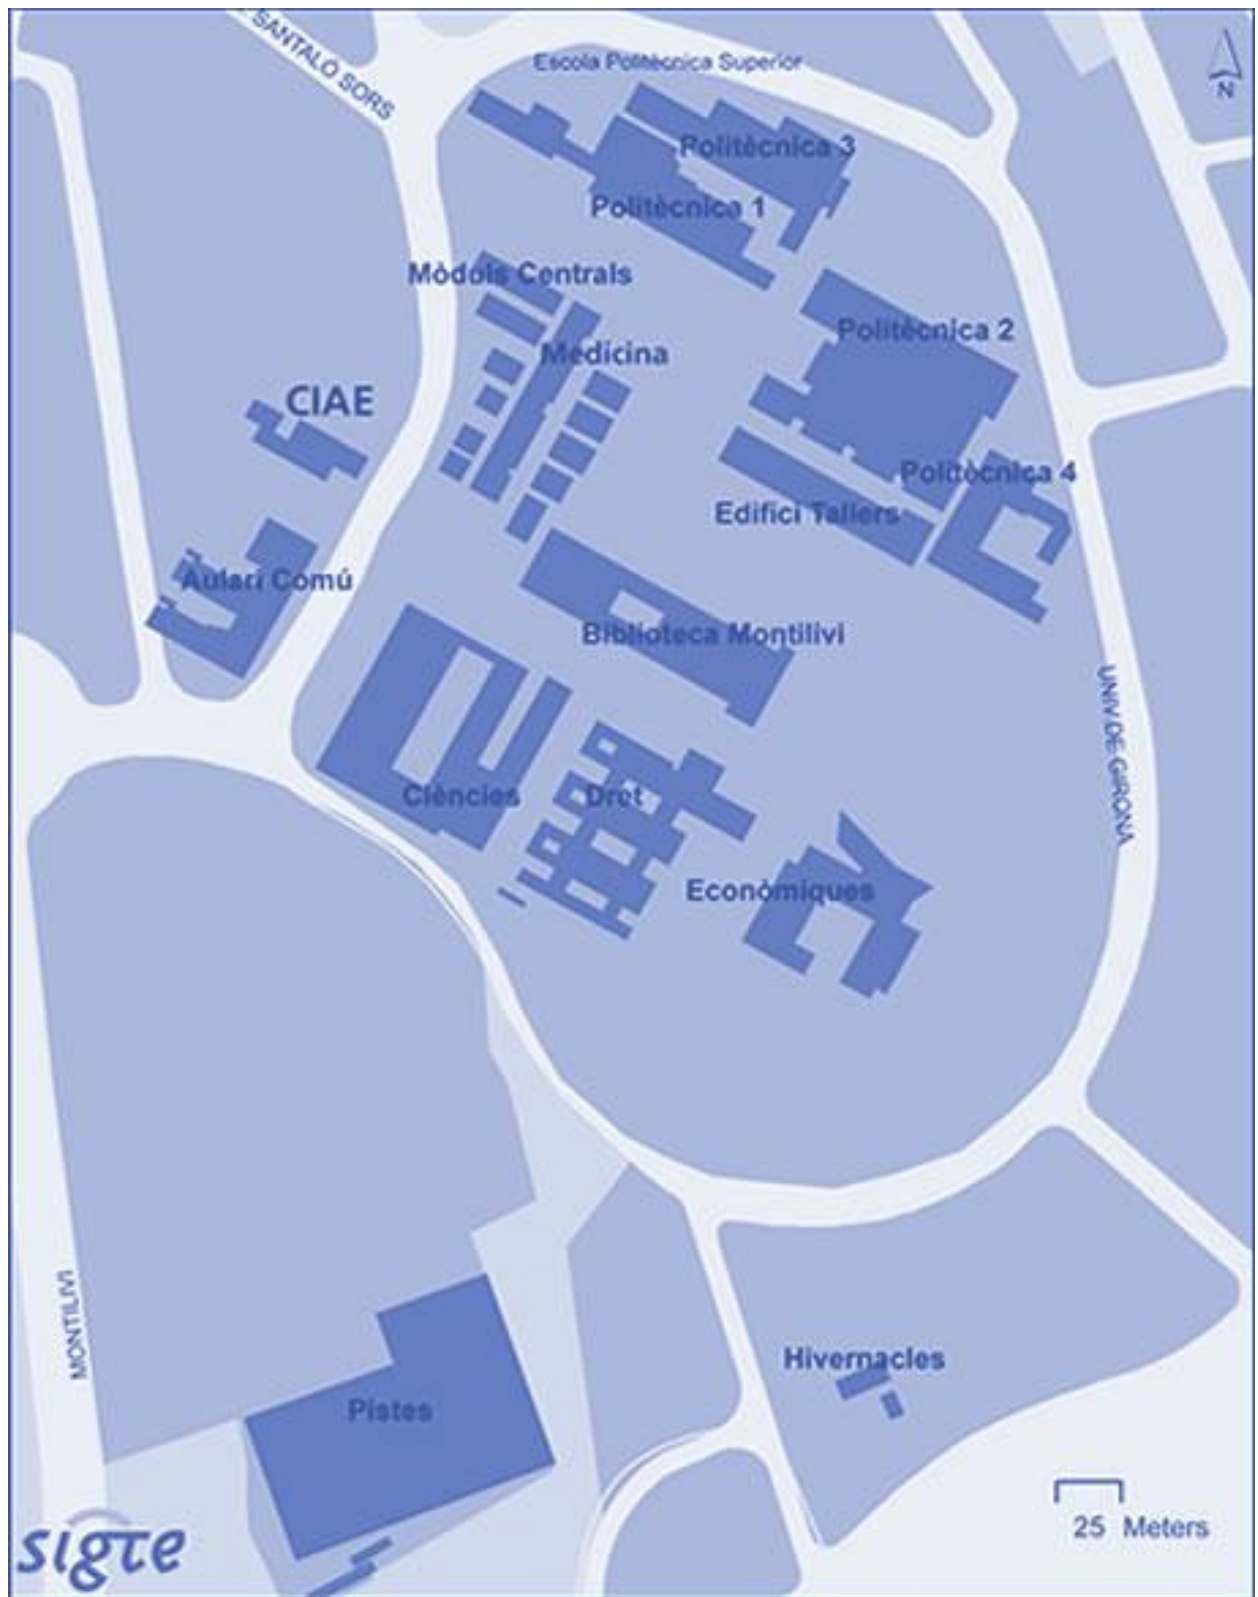 SANTALÓ SORS
Escola Politècnica Superior
N
Politècnica 3
Politècnica 1
Mòduls Centrals
Politècnica 2
Medicina
CIAE
Politècnica 4
Edifici Tallers
Aulari Comú
Biblioteca Montilivi
UNIV.DE GIRONA
Ciències
Dret
Econòmiques
MONTILIVI
Hivernacles
Pistes
25 Meters
sigte